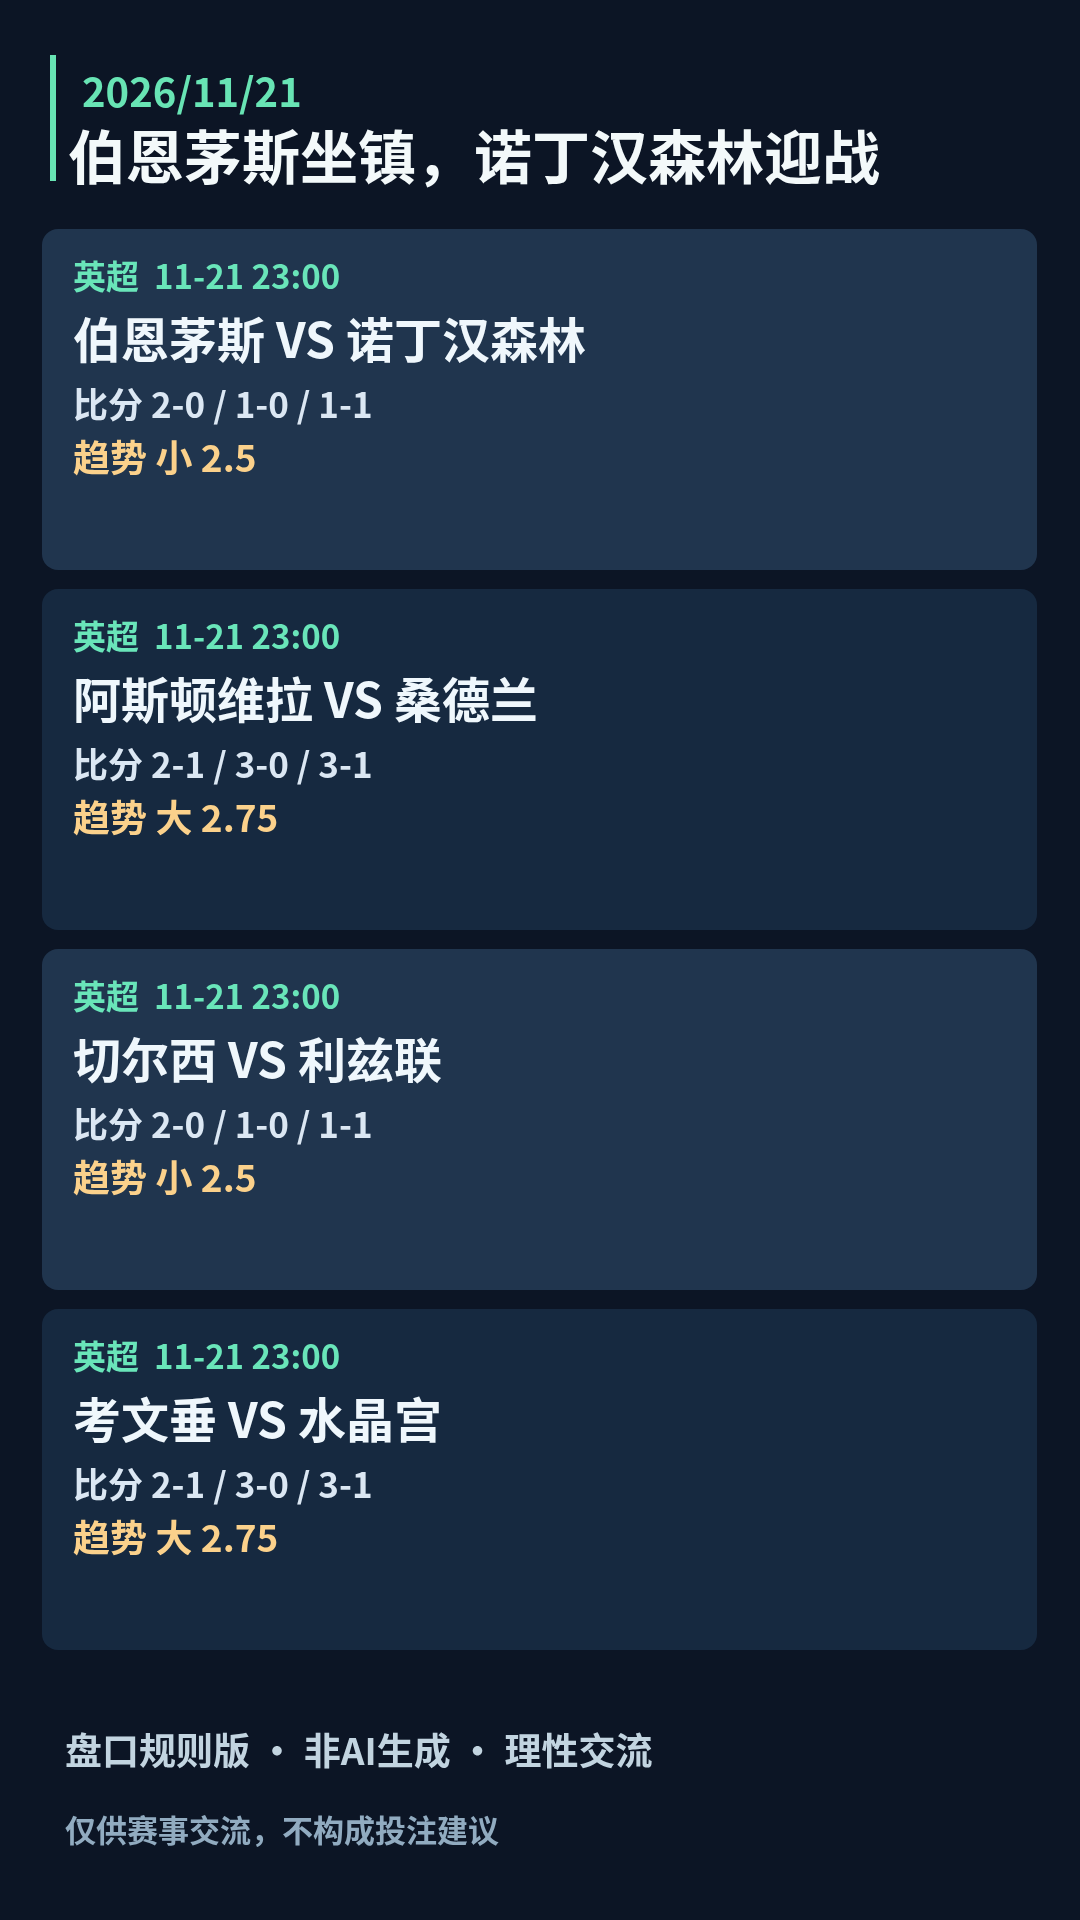 2026/11/21
伯恩茅斯坐镇，诺丁汉森林迎战
英超 11-21 23:00
伯恩茅斯 VS 诺丁汉森林
比分 2-0 / 1-0 / 1-1
趋势 小 2.5
英超 11-21 23:00
阿斯顿维拉 VS 桑德兰
比分 2-1 / 3-0 / 3-1
趋势 大 2.75
英超 11-21 23:00
切尔西 VS 利兹联
比分 2-0 / 1-0 / 1-1
趋势 小 2.5
英超 11-21 23:00
考文垂 VS 水晶宫
比分 2-1 / 3-0 / 3-1
趋势 大 2.75
盘口规则版 · 非AI生成 · 理性交流
仅供赛事交流，不构成投注建议